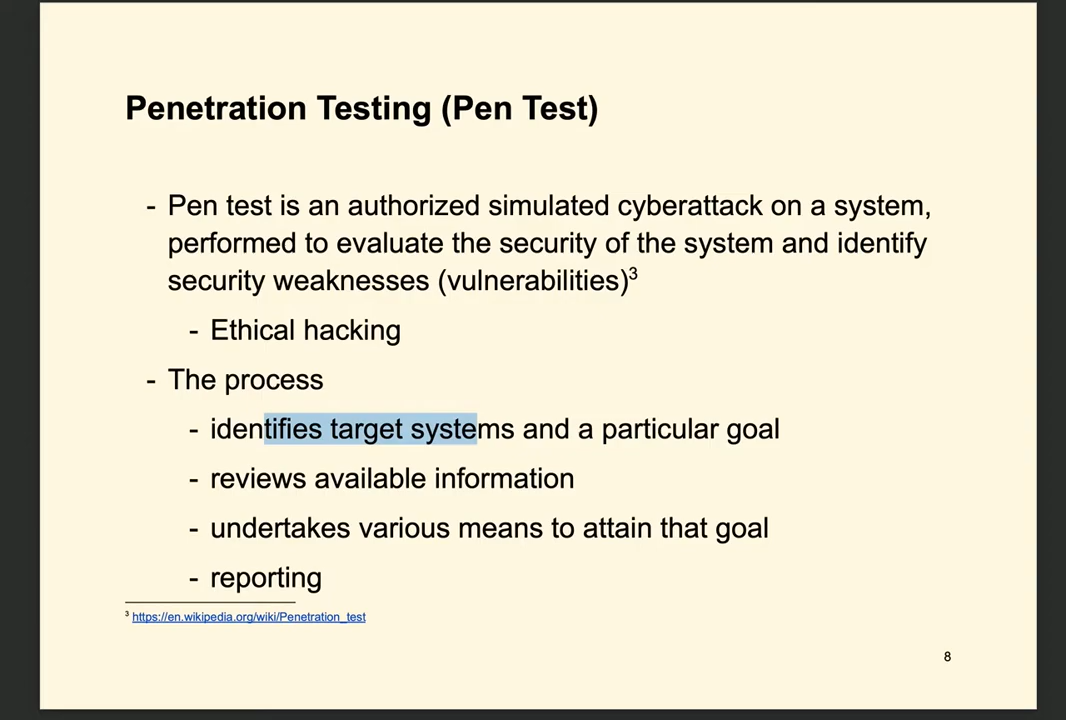 Penetration Testing (Pen Test)
- Pen test is an authorized simulated cyberattack on a system,
performed to evaluate the security of the system and identify
security weaknesses (vulnerabilities)³
- Ethical hacking
- The process
- identifies target systems and a particular goal
- reviews available information
- undertakes various means to attain that goal
- reporting
³ https://en.wikipedia.org/wiki/Penetration_test
8